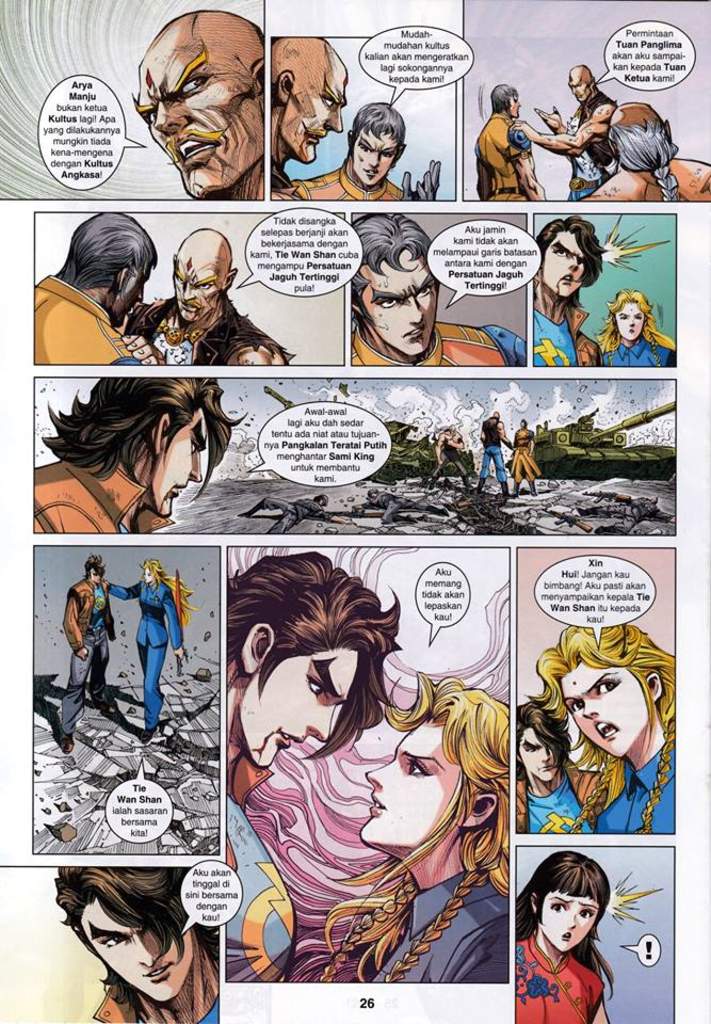 Arya
Manju
bukan ketua
Kultus lagi! Apa
yang dilakukannya
mungkin tiada
kena-mengena
dengan Kultus
Angkasa!
Mudah-
mudahan kultus
kalian akan mengeratkan
lagi sokongannya
kepada kami!
Permintaan
Tuan Panglima
akan aku sampai-
kan kepada Tuan
Ketua kami!
Tidak disangka
selepas berjanji akan
bekerjasama dengan
kami, Tie Wan Shan cuba
mengampu Persatuan
Jaguh Tertinggi
pula!
Aku jamin
kami tidak akan
melampaui garis batasan
antara kami dengan
Persatuan Jaguh
Tertinggi!
Awal-awal
lagi aku dah sedar
tentu ada niat atau tujuan-
nya Pangkalan Teratai Putih
menghantar Sami King
untuk membantu
kami.
Tie
Wan Shan
ialah sasaran
bersama
kita!
Aku
memang
tidak akan
lepaskan
kau!
Xin
Hui! Jangan kau
bimbang! Aku pasti akan
menyampaikan kepala Tie
Wan Shan itu kepada
kau!
Aku akan
tinggal di
sini bersama
dengan
kau!
!
26